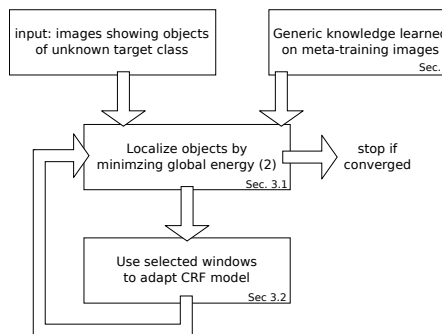 input: images showing objects
of unknown target class
Generic knowledge learned
on meta-training images
Sec.
Localize objects by
minimzing global energy (2)
Sec. 3.1
stop if
converged
Use selected windows
to adapt CRF model
Sec 3.2